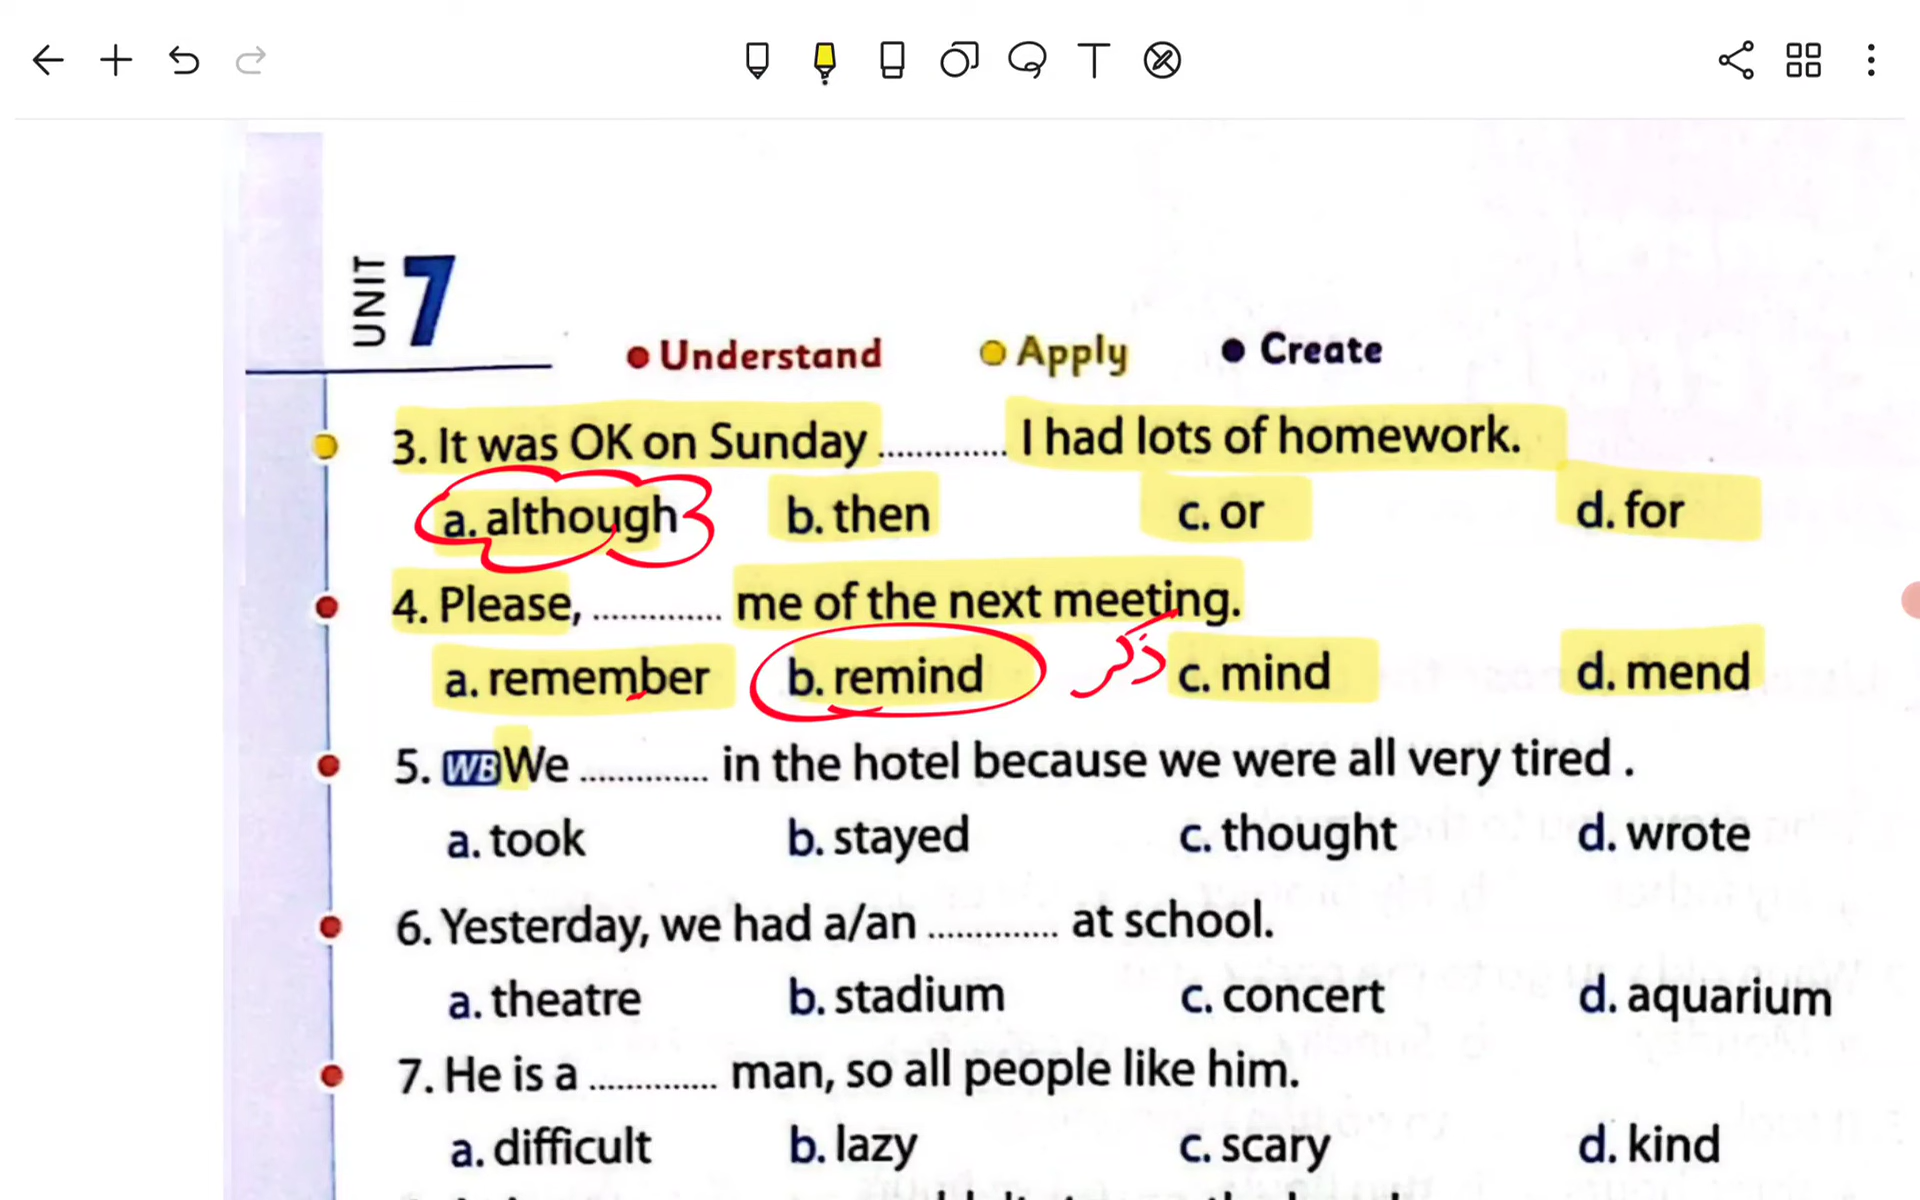 UNIT 7
Understand Apply Create
3. It was OK on Sunday ............. I had lots of homework.
a. although b. then c. or d. for
4. Please, ............. me of the next meeting.
a. remember b. remind ذكر c. mind d. mend
5. WB We ............. in the hotel because we were all very tired .
a. took b. stayed c. thought d. wrote
6. Yesterday, we had a/an ............. at school.
a. theatre b. stadium c. concert d. aquarium
7. He is a ............. man, so all people like him.
a. difficult b. lazy c. scary d. kind